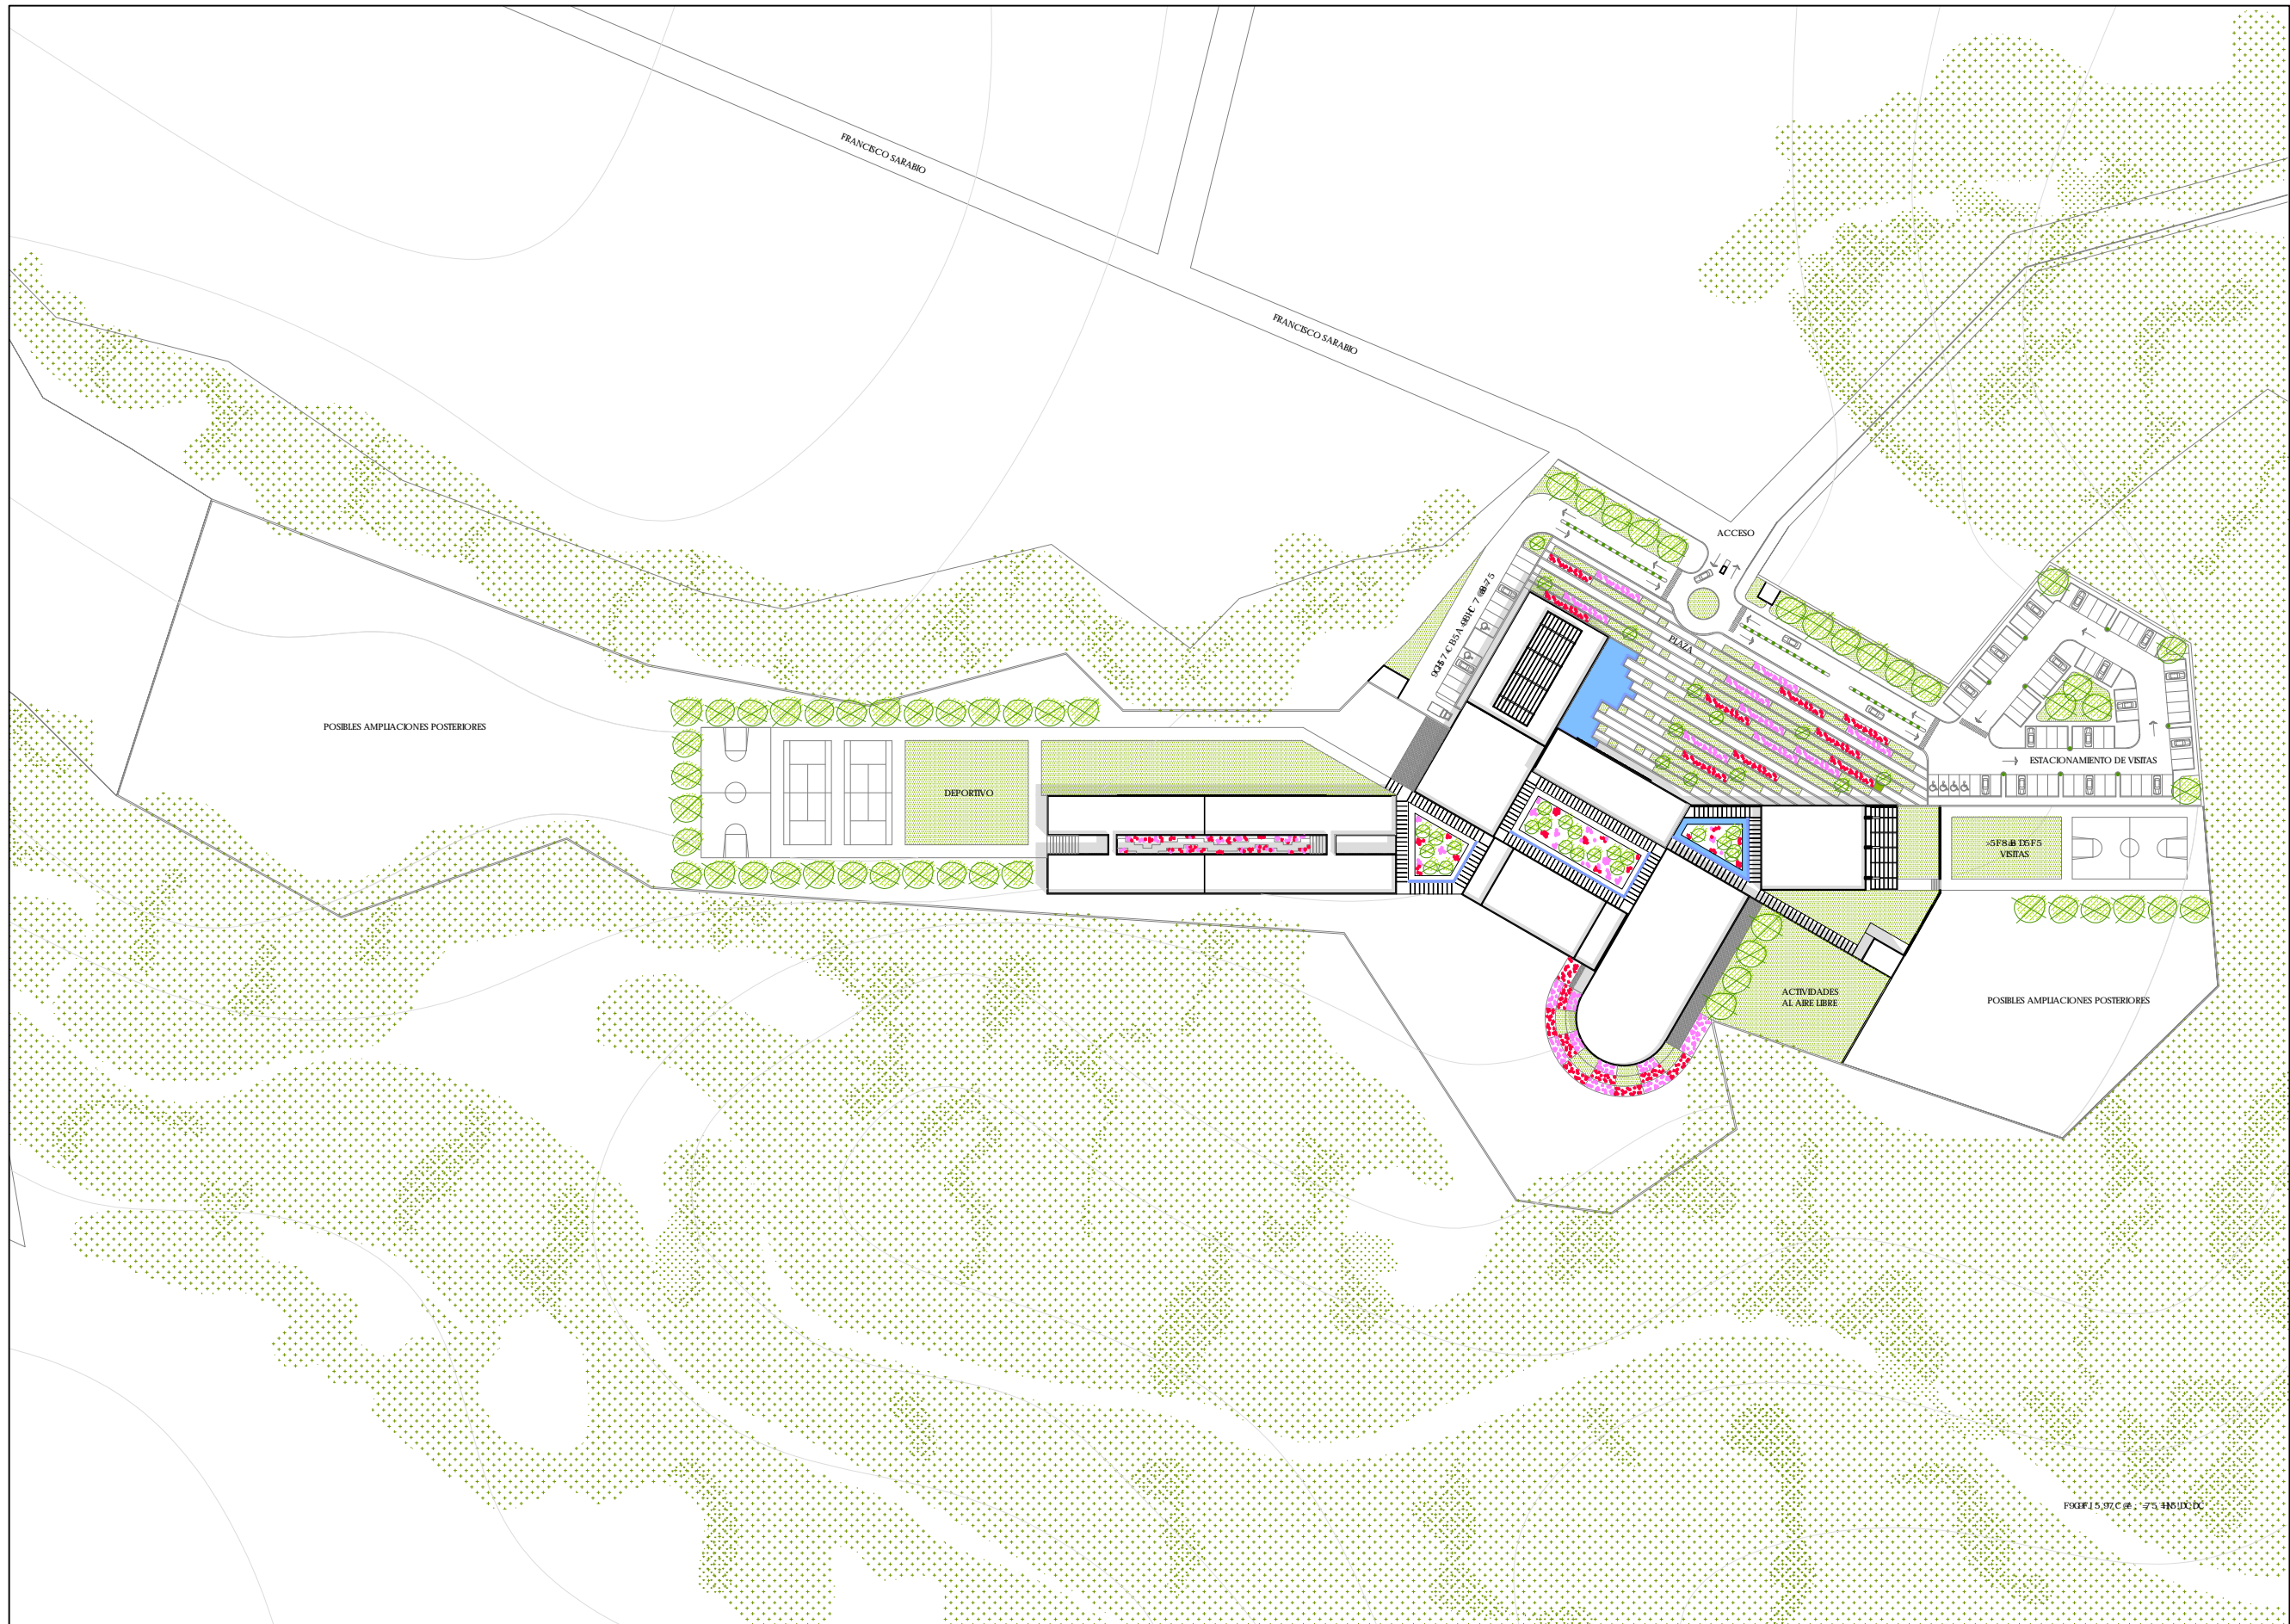 FRANCISCO SARABIO
FRANCISCO SARABIO
ACCESO
PLAZA
ESTACIONAMIENTO DE VISITAS
POSIBLES AMPLIACIONES POSTERIORES
DEPORTIVO
VISITAS
ACTIVIDADES
AL AIRE LIBRE
POSIBLES AMPLIACIONES POSTERIORES